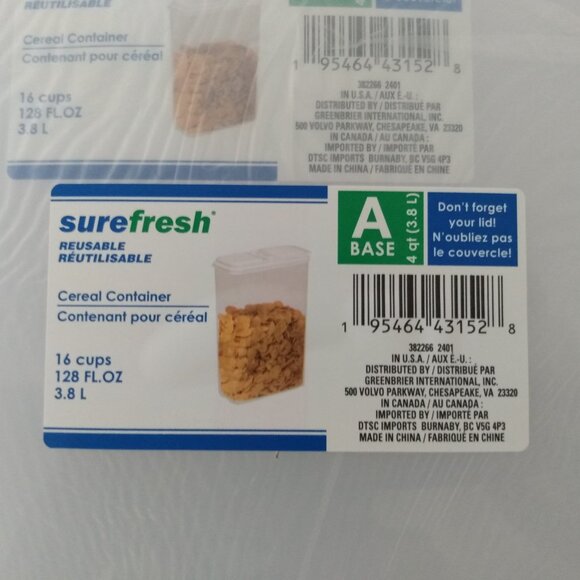 RÉUTILISABLE
Cereal Container
Contenant pour céréal
16 cups
128 FL.OZ
3.8 L
1 95464 43152 8
382266 2401
IN U.S.A. / AUX E.-U. :
DISTRIBUTED BY / DISTRIBUÉ PAR
GREENBRIER INTERNATIONAL, INC.
500 VOLVO PARKWAY, CHESAPEAKE, VA 23320
IN CANADA / AU CANADA:
IMPORTED BY / IMPORTÉ PAR
DTSC IMPORTS BURNABY, BC V5G 4P3
MADE IN CHINA / FABRIQUÉ EN CHINE
surefresh
REUSABLE
RÉUTILISABLE
Cereal Container
Contenant pour céréal
16 cups
128 FL.OZ
3.8 L
A
BASE
4 qt (3.8 L)
Don't forget
your lid!
N'oubliez pas
le couvercle!
1 95464 43152 8
382266 2401
IN U.S.A. / AUX E.-U. :
DISTRIBUTED BY / DISTRIBUÉ PAR
GREENBRIER INTERNATIONAL, INC.
500 VOLVO PARKWAY, CHESAPEAKE, VA 23320
IN CANADA / AU CANADA:
IMPORTED BY / IMPORTÉ PAR
DTSC IMPORTS BURNABY, BC V5G 4P3
MADE IN CHINA / FABRIQUÉ EN CHINE